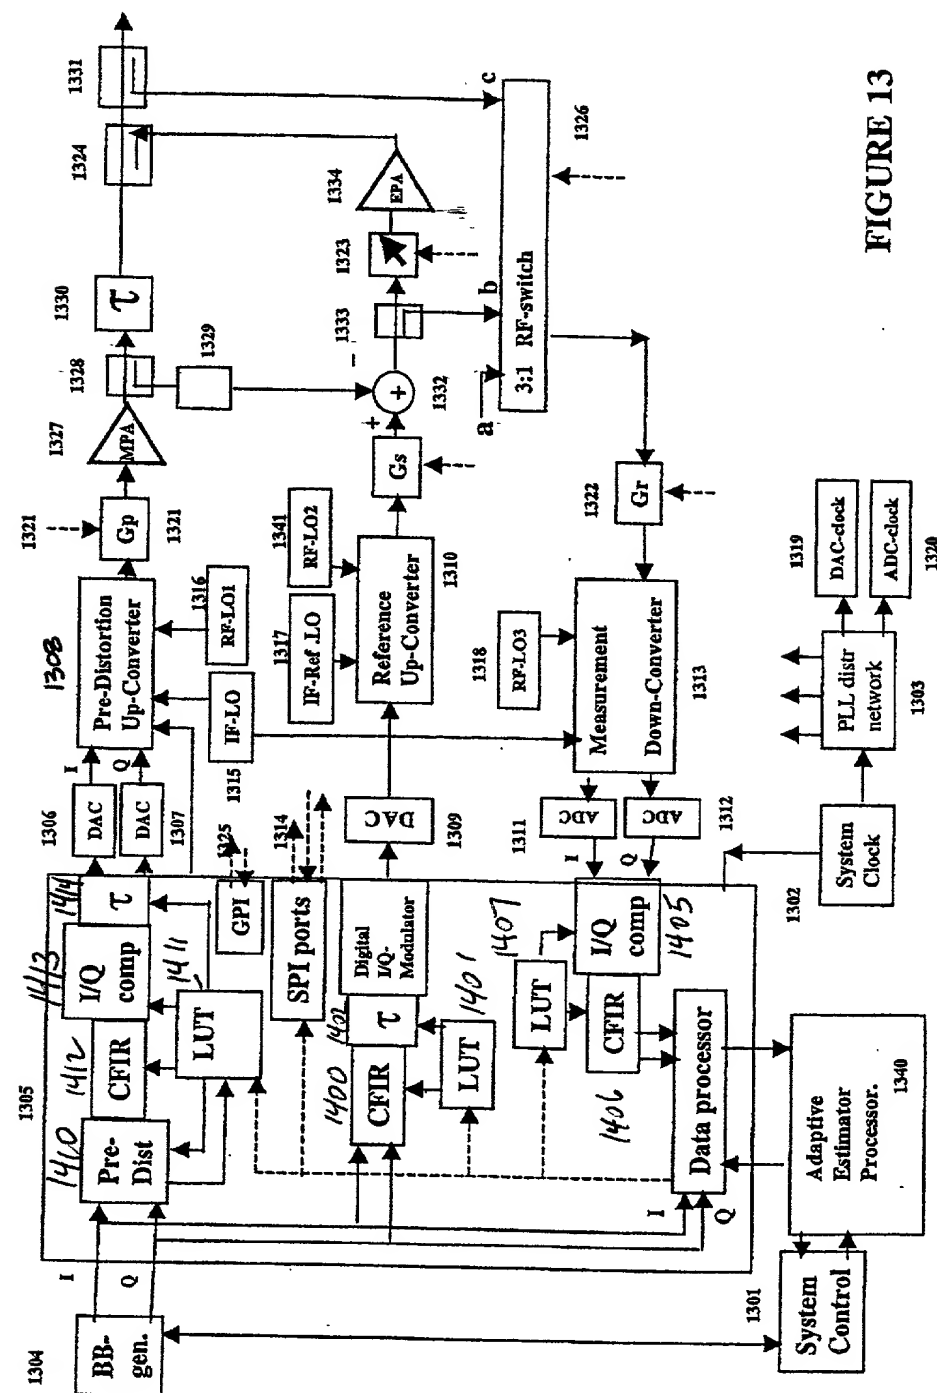 1304
BB-
gen.
I
Q
1305
1410
Pre-
Dist
1412
CFIR
1413
I/Q
comp
1414
τ
1411
LUT
1306
DAC
I
DAC
Q
1307
1308
Pre-Distortion
Up-Converter
1315
IF-LO
1316
RF-LO1
1321
Gp
1321
1327
MPA
1328
1329
1330
τ
1324
1331
1325
GPI
1314
SPI ports
1400
CFIR
1402
τ
Digital
I/Q-
Modulator
1401
LUT
DAC
1309
1317
IF-Ref.LO
1341
RF-LO2
Reference
Up-Converter
1310
Gs
+
−
+
1332
1333
1323
1334
EPA
a
b
c
3:1 RF-switch
1326
1407
LUT
CFIR
1406
I/Q
comp
1405
1311
ADC
I
ADC
Q
1312
1318
RF-LO3
Measurement
Down-Converter
1313
1322
Gr
Data processor
I
Q
Adaptive
Estimator
Processor.
1340
1301
System
Control
1302
System
Clock
PLL distr
network
1303
1319
DAC-clock
ADC-clock
1320
FIGURE 13